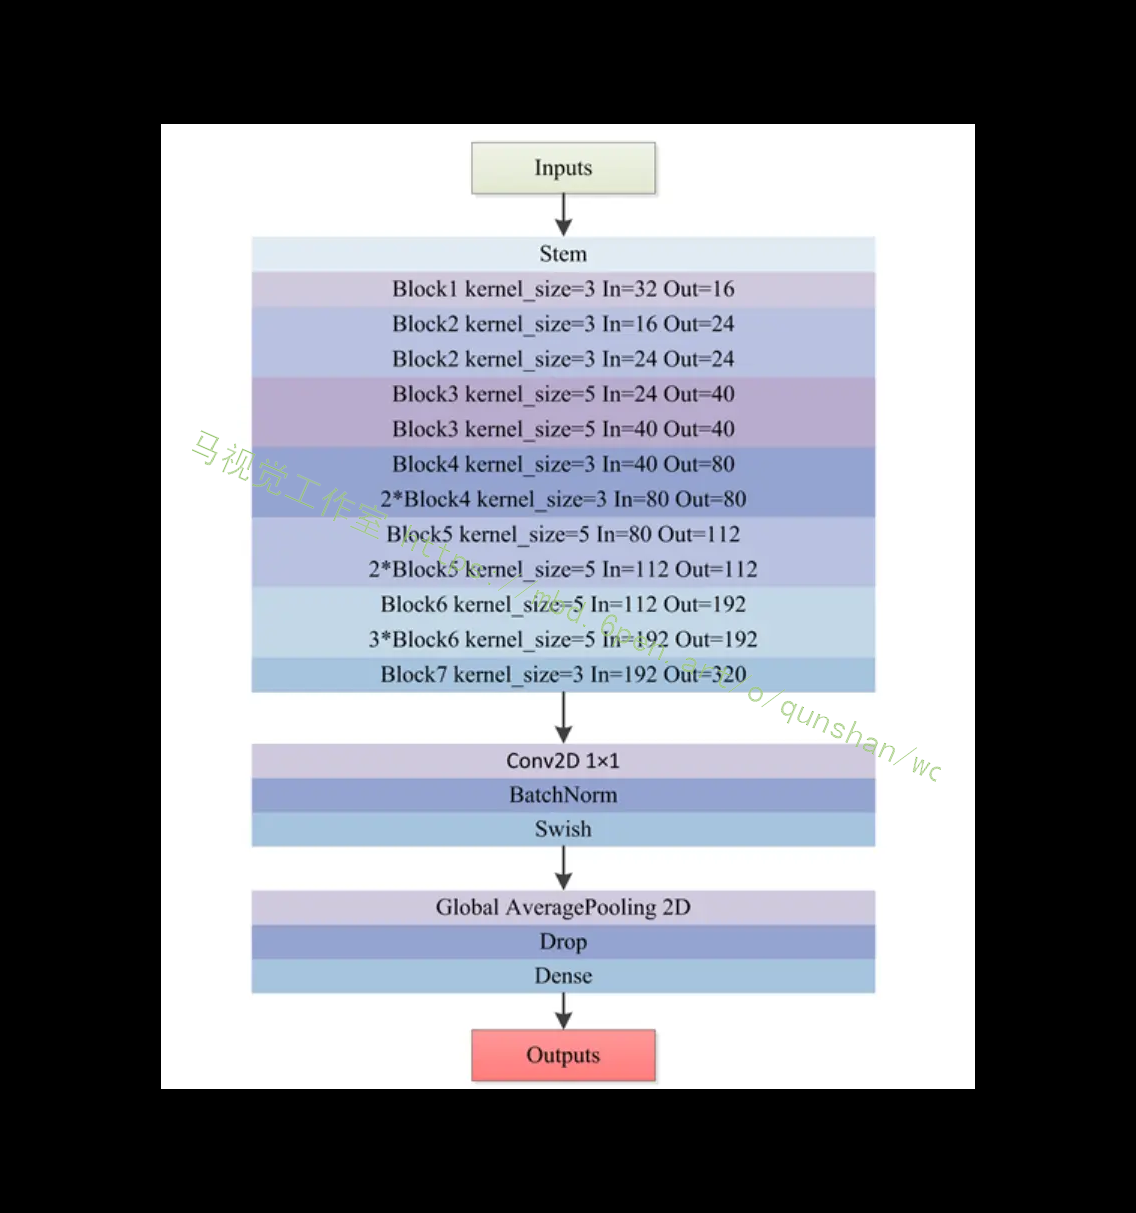 Inputs
Stem
Block1 kernel_size=3 In=32 Out=16
Block2 kernel_size=3 In=16 Out=24
Block2 kernel_size=3 In=24 Out=24
Block3 kernel_size=5 In=24 Out=40
Block3 kernel_size=5 In=40 Out=40
Block4 kernel_size=3 In=40 Out=80
2*Block4 kernel_size=3 In=80 Out=80
Block5 kernel_size=5 In=80 Out=112
2*Block5 kernel_size=5 In=112 Out=112
Block6 kernel_size=5 In=112 Out=192
3*Block6 kernel_size=5 In=192 Out=192
Block7 kernel_size=3 In=192 Out=320
马视觉工作室 https://mbd.6pen.art/o/qunshan/wo
Conv2D 1×1
BatchNorm
Swish
Global AveragePooling 2D
Drop
Dense
Outputs